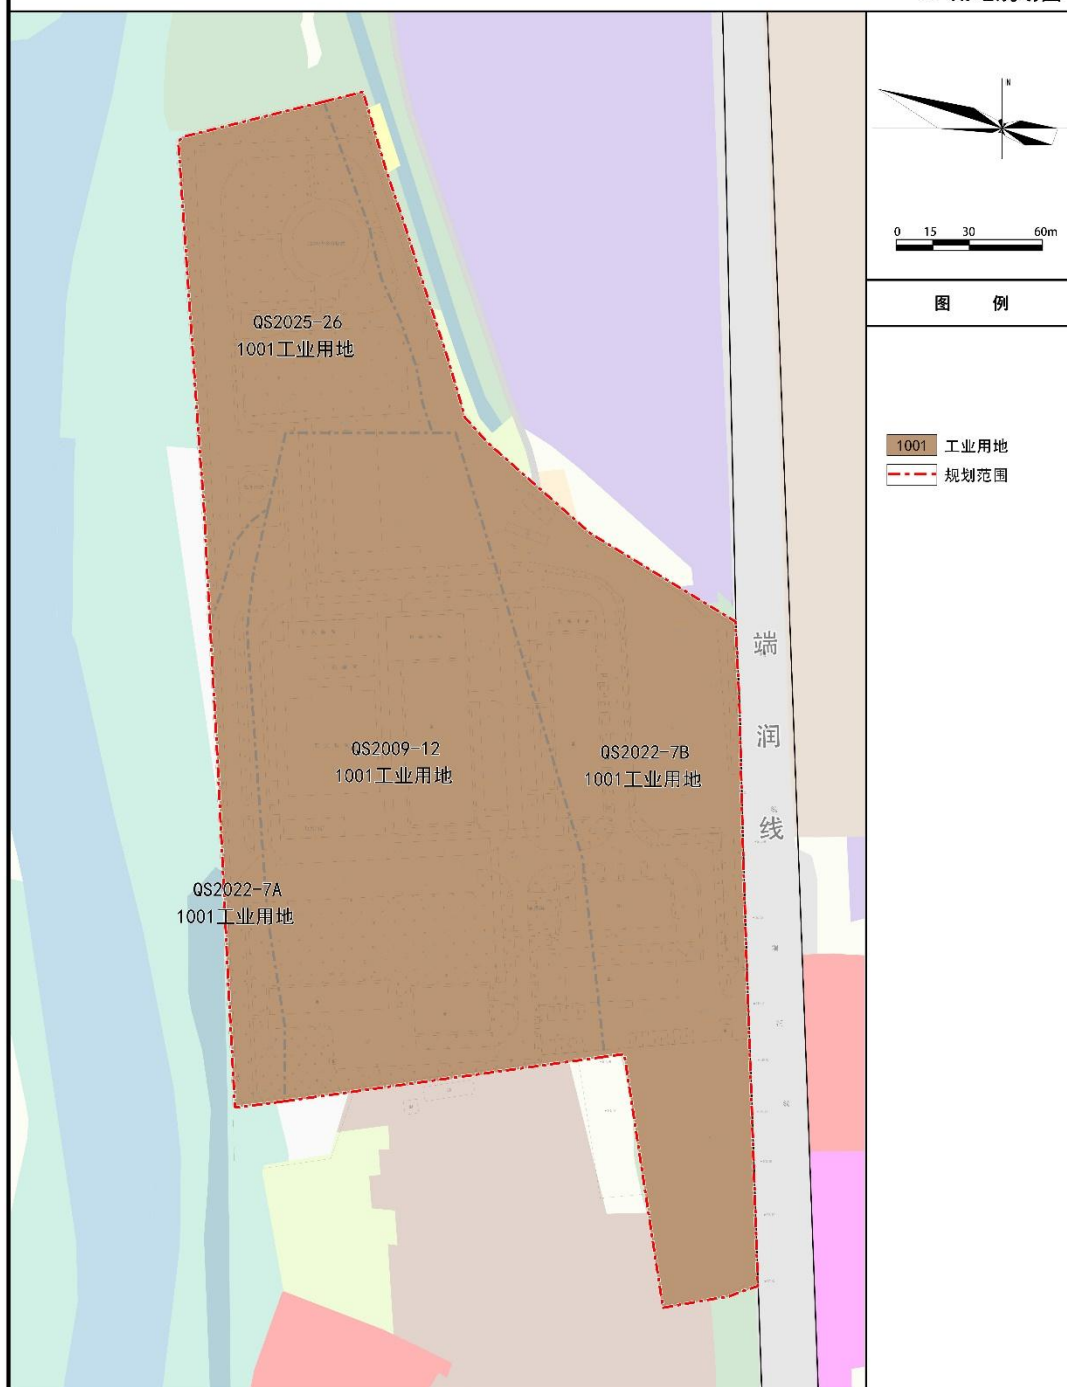 N
0 15 30 60m
图 例
1001 工业用地
规划范围
QS2025-26
1001工业用地
QS2009-12
1001工业用地
QS2022-7B
1001工业用地
QS2022-7A
1001工业用地
端
润
线